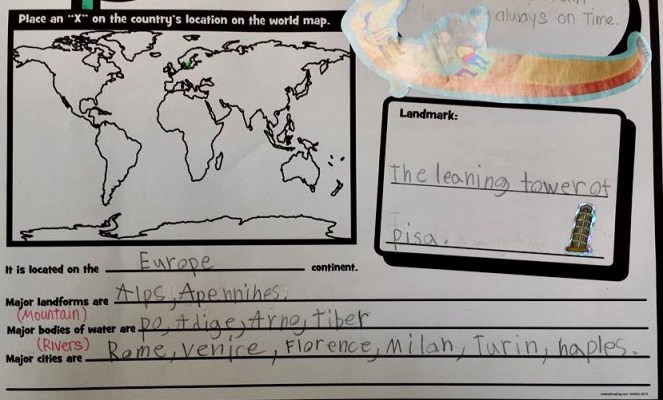 always on Time.
Place an "X" on the country's location on the world map.
Landmark:
the leaning tower of
pisa.
It is located on the Europe continent.
Major landforms are Alps, Apennines.
(Mountain)
Major bodies of water are po, Adige, Arno, Tiber
(Rivers)
Major cities are Rome, Venice, Florence, Milan, Turin, haples.